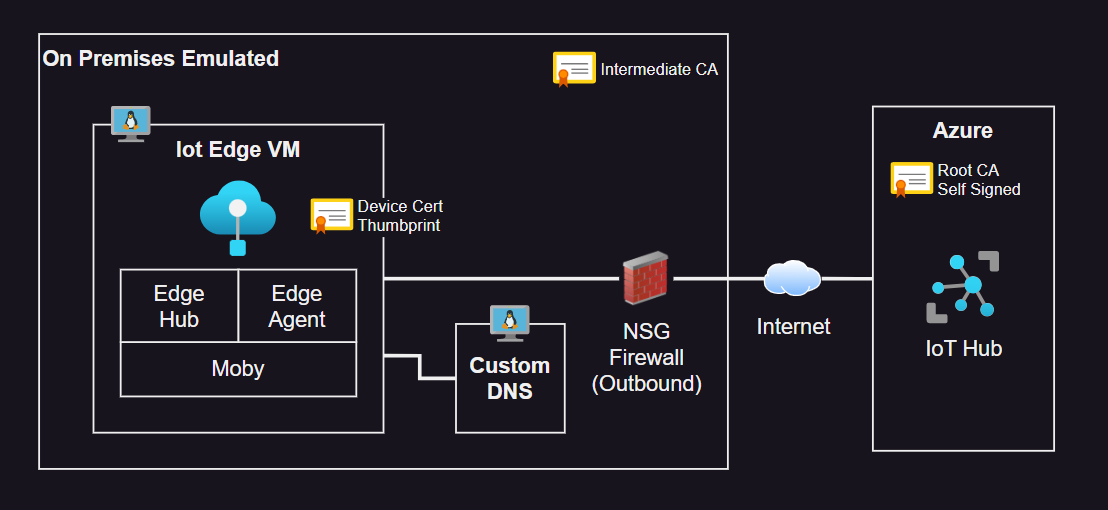 On Premises Emulated
Intermediate CA
Iot Edge VM
Device Cert
Thumbprint
Edge
Hub
Edge
Agent
Moby
Custom
DNS
NSG
Firewall
(Outbound)
Internet
Azure
Root CA
Self Signed
IoT Hub